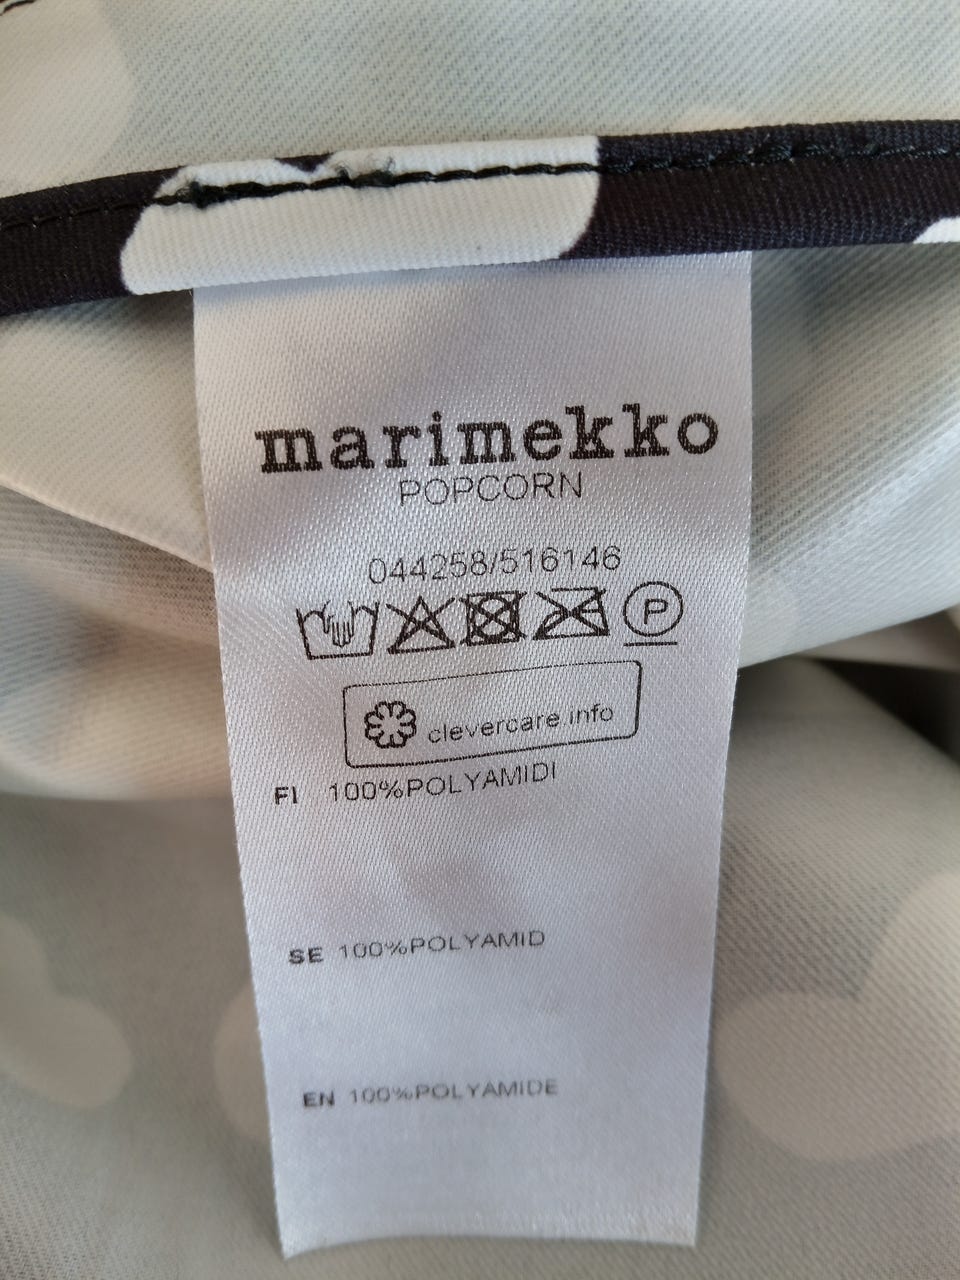 marimekko
POPCORN
044258/516146
P
clevercare.info
FI 100%POLYAMIDI
SE 100%POLYAMID
EN 100%POLYAMIDE